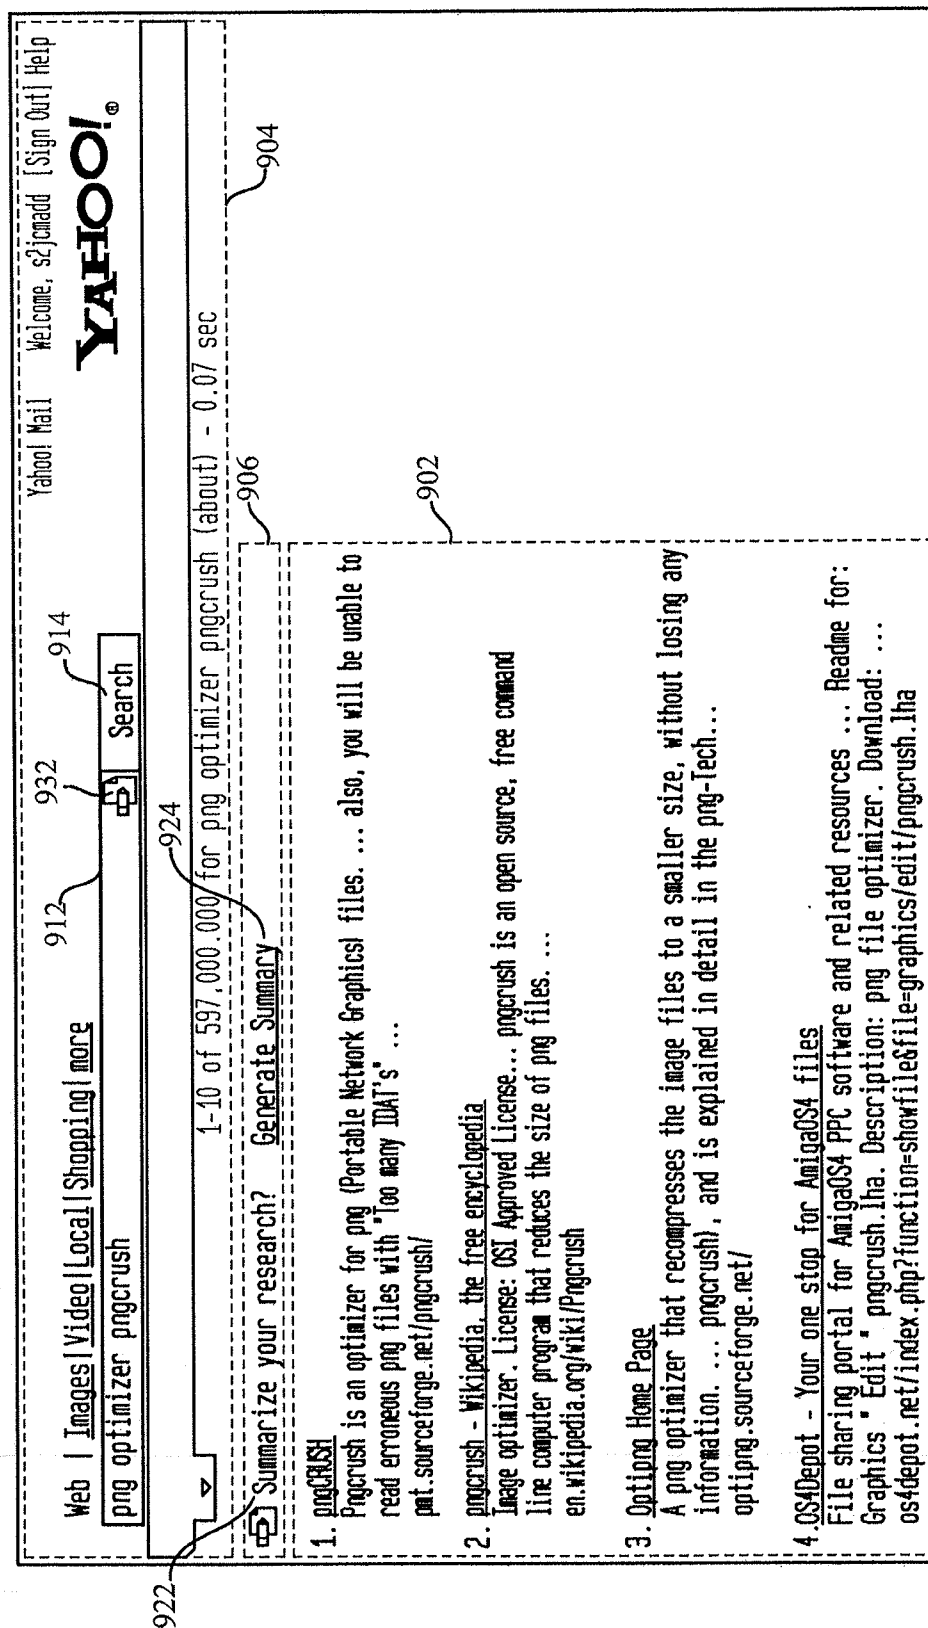 Yahoo! Mail Welcome, s2jcmadd [Sign Out] Help
Web | Images | Video | Local | Shopping | more
YAHOO!®
912
932
914
png optimizer pngcrush
Search
1-10 of 597,000.000 for png optimizer pngcrush (about) - 0.07 sec
904
922
924
906
Summarize your research? Generate Summary
902
1. pngCRUSH
Pngcrush is an optimizer for png (Portable Network Graphics) files. ... also, you will be unable to
read erroneous png files with "Too many IDAT's" ...
pmt.sourceforge.net/pngcrush/
2. pngcrush - Wikipedia, the free encyclopedia
Image optimizer. License: OSI Approved License... pngcrush is an open source, free command
line computer program that reduces the size of png files. ...
en.wikipedia.org/wiki/Pngcrush
3. Optipng Home Page
A png optimizer that recompresses the image files to a smaller size, without losing any
information. ... pngcrush), and is explained in detail in the png-Tech...
optipng.sourceforge.net/
4.OS4Depot - Your one stop for AmigaOS4 files
File sharing portal for AmigaOS4 PPC software and related resources ... Readme for:
Graphics " Edit " pngcrush.lha. Description: png file optimizer. Download: ...
os4depot.net/index.php?function=showfile&file=graphics/edit/pngcrush.lha